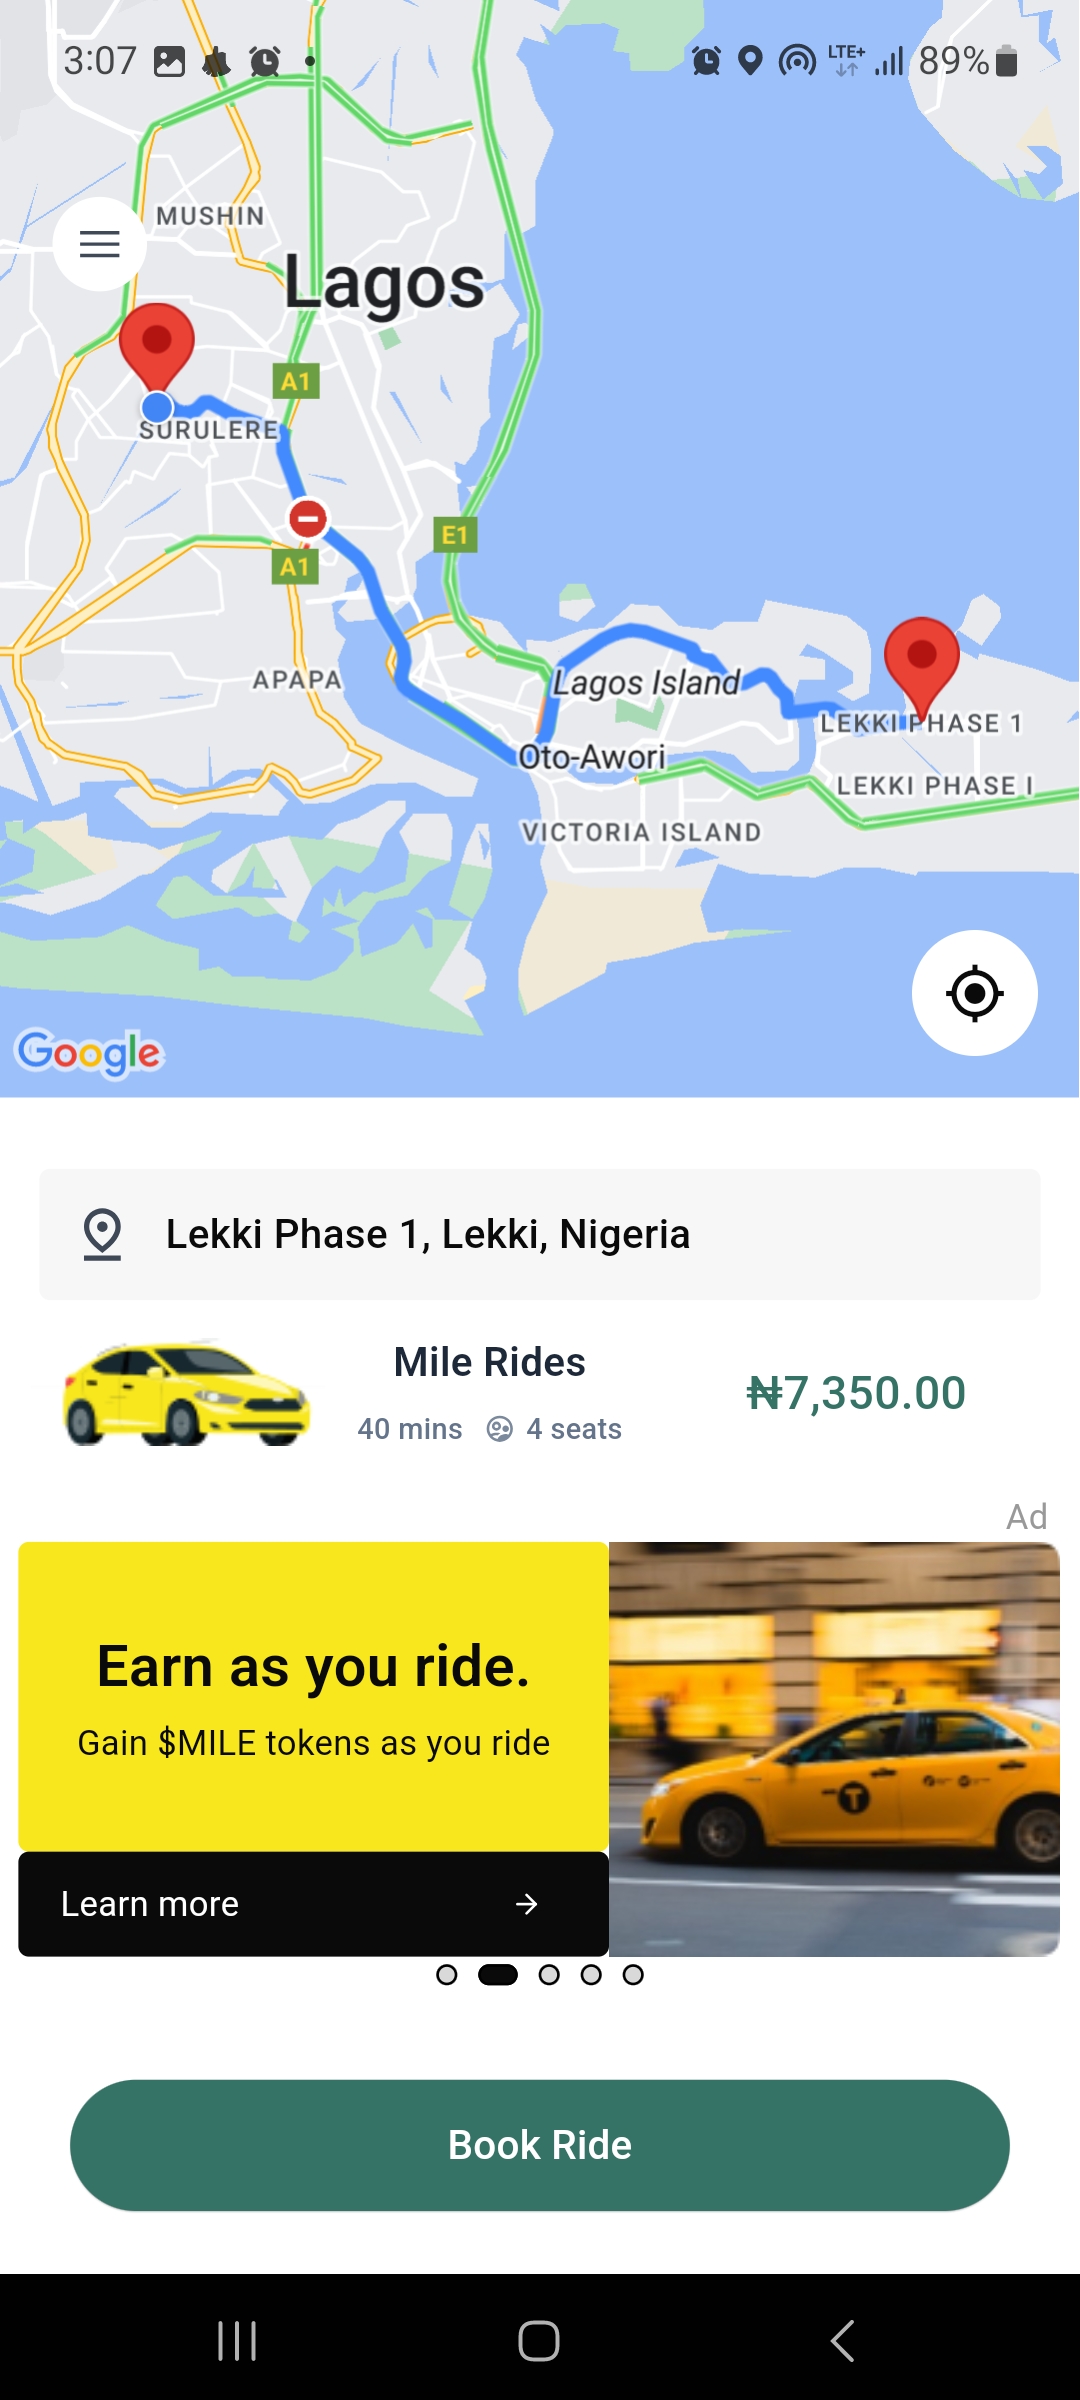 3:07
LTE+
89%
MUSHIN
Lagos
A1
SURULERE
E1
A1
APAPA
Lagos Island
LEKKI PHASE 1
Oto-Awori
LEKKI PHASE I
VICTORIA ISLAND
Google
Lekki Phase 1, Lekki, Nigeria
Mile Rides
₦7,350.00
40 mins
4 seats
Ad
Earn as you ride.
Gain $MILE tokens as you ride
T
Learn more
Book Ride